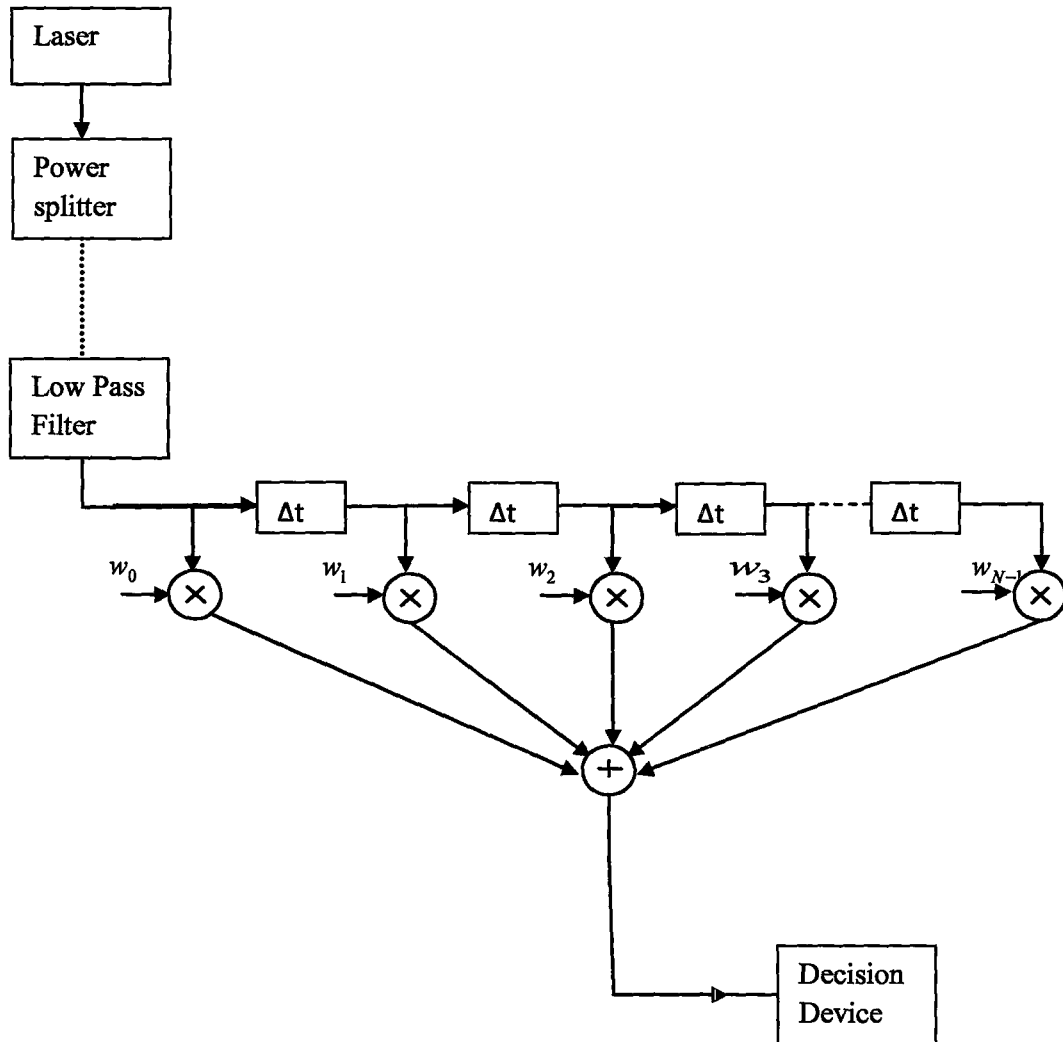 Laser
Power
splitter
Low Pass
Filter
Δt
Δt
Δt
Δt
w0
w1
w2
w3
wN-1
×
×
×
×
×
+
Decision
Device